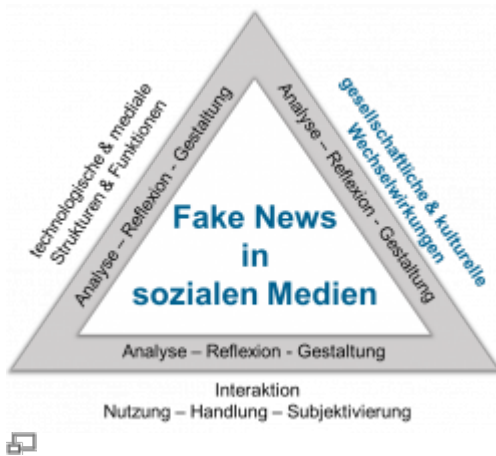 technologische & mediale
Strukturen & Funktionen
Analyse – Reflexion - Gestaltung
gesellschaftliche & kulturelle
Wechselwirkungen
Analyse – Reflexion - Gestaltung
Fake News
in
sozialen Medien
Analyse – Reflexion - Gestaltung
Interaktion
Nutzung – Handlung – Subjektivierung